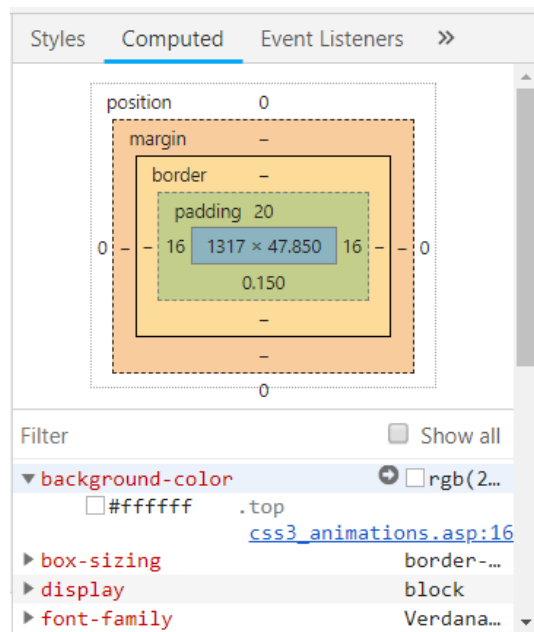 Styles Computed Event Listeners »
position 0
margin –
border –
padding 20
0 – – 16 1317 × 47.850 16 – – 0
0.150
–
–
0
Filter Show all
background-color rgb(2…
#ffffff .top
css3_animations.asp:16
box-sizing border-…
display block
font-family Verdana…